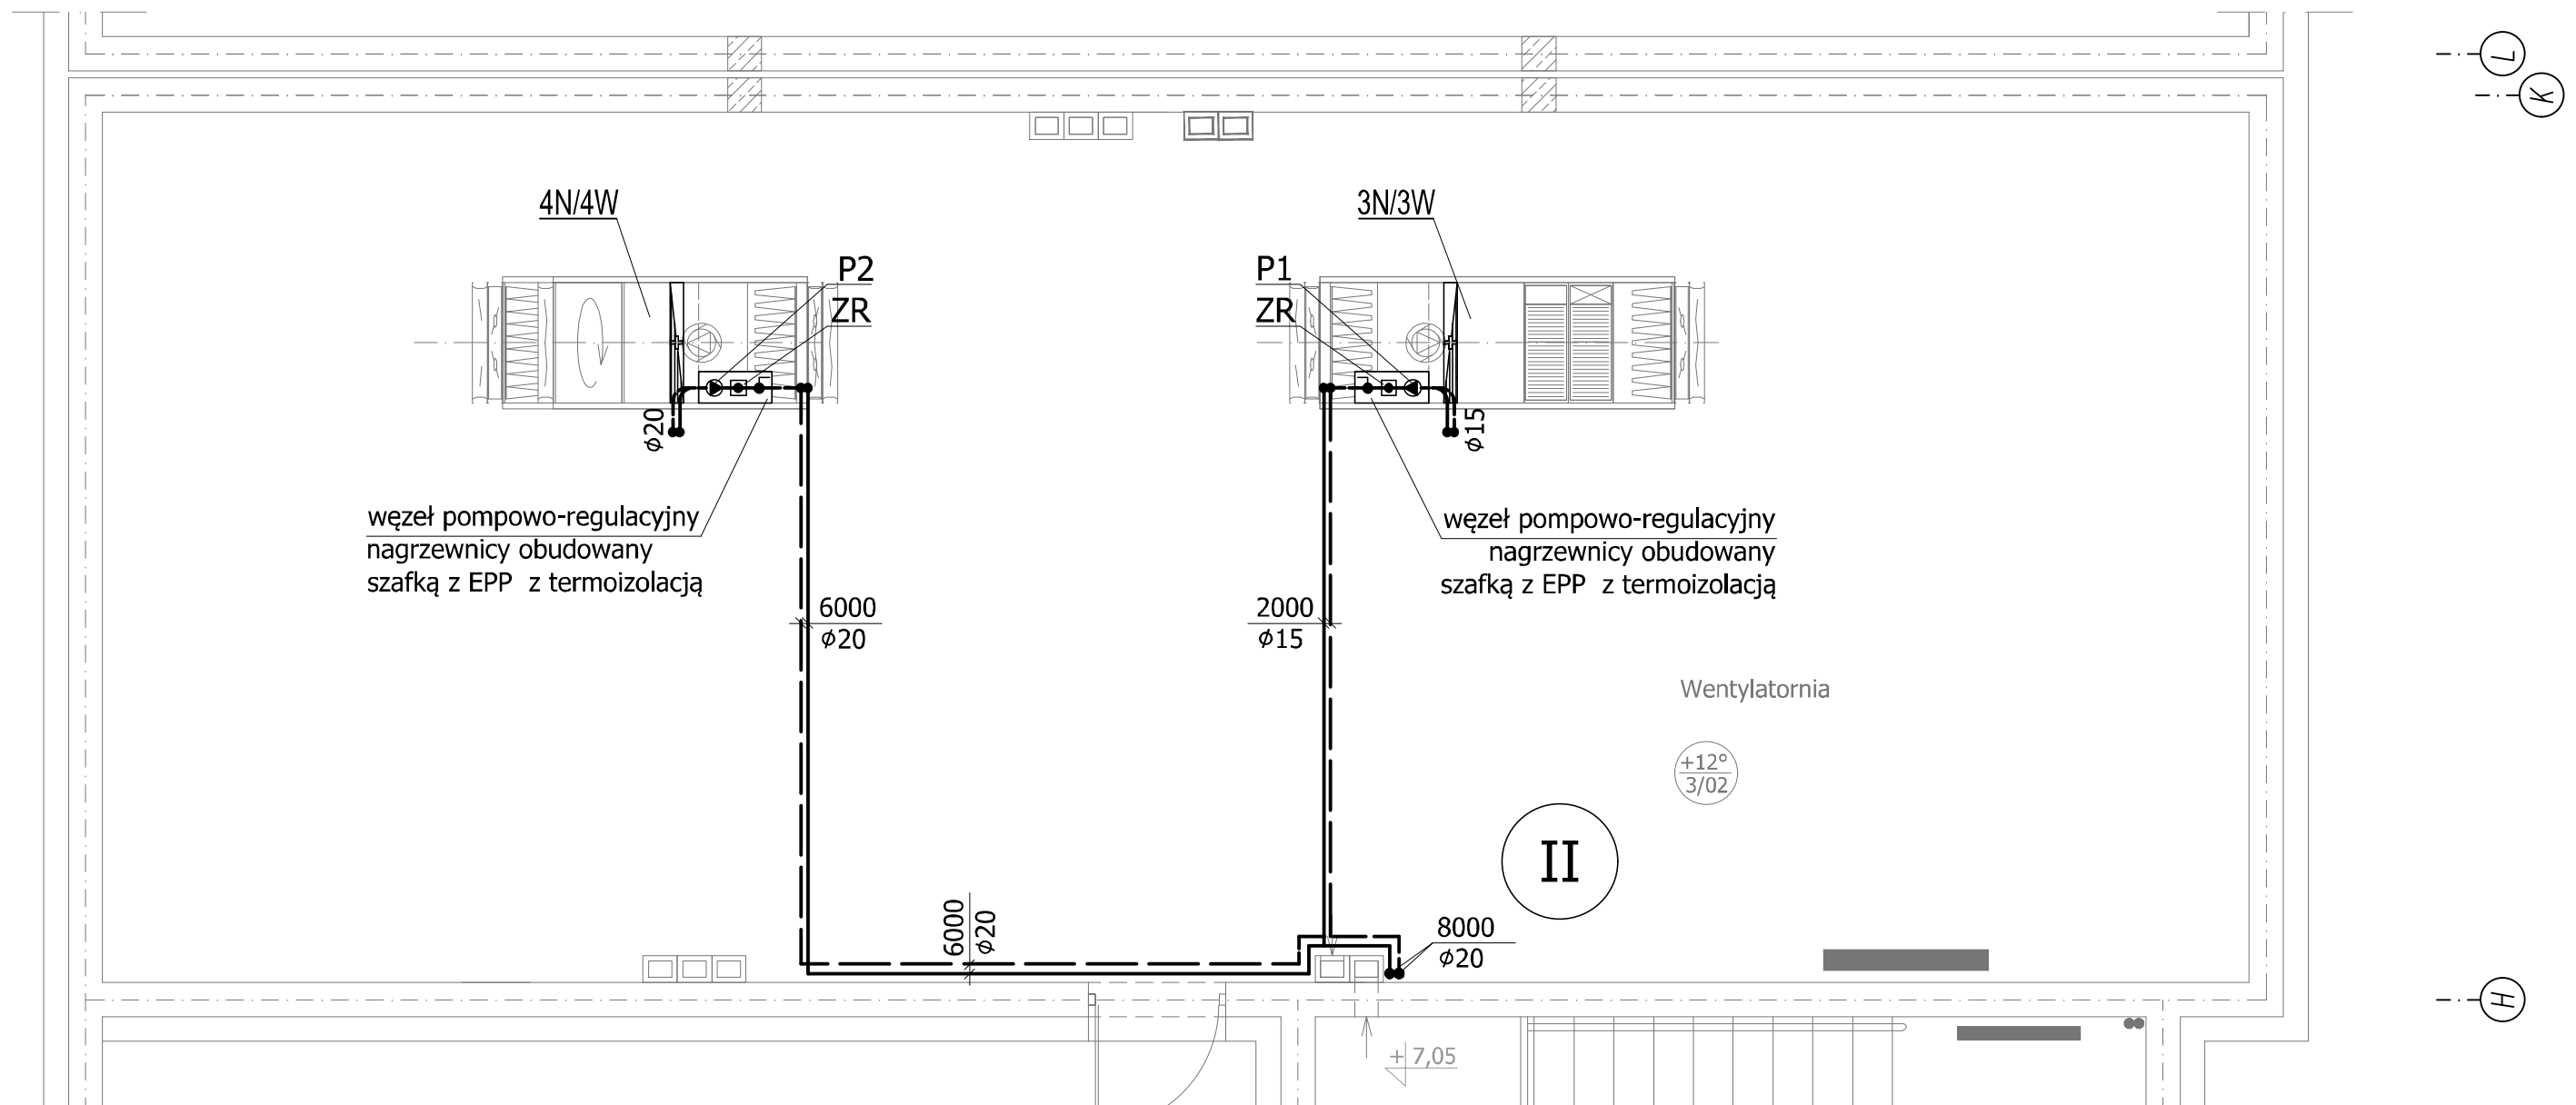 L
K
4N/4W
3N/3W
P2
ZR
P1
ZR
φ20
φ15
węzeł pompowo-regulacyjny
nagrzewnicy obudowany
szafką z EPP z termoizolacją
węzeł pompowo-regulacyjny
nagrzewnicy obudowany
szafką z EPP z termoizolacją
6000
φ20
2000
φ15
Wentylatornia
+12°
3/02
II
6000
φ20
8000
φ20
H
+ 7,05